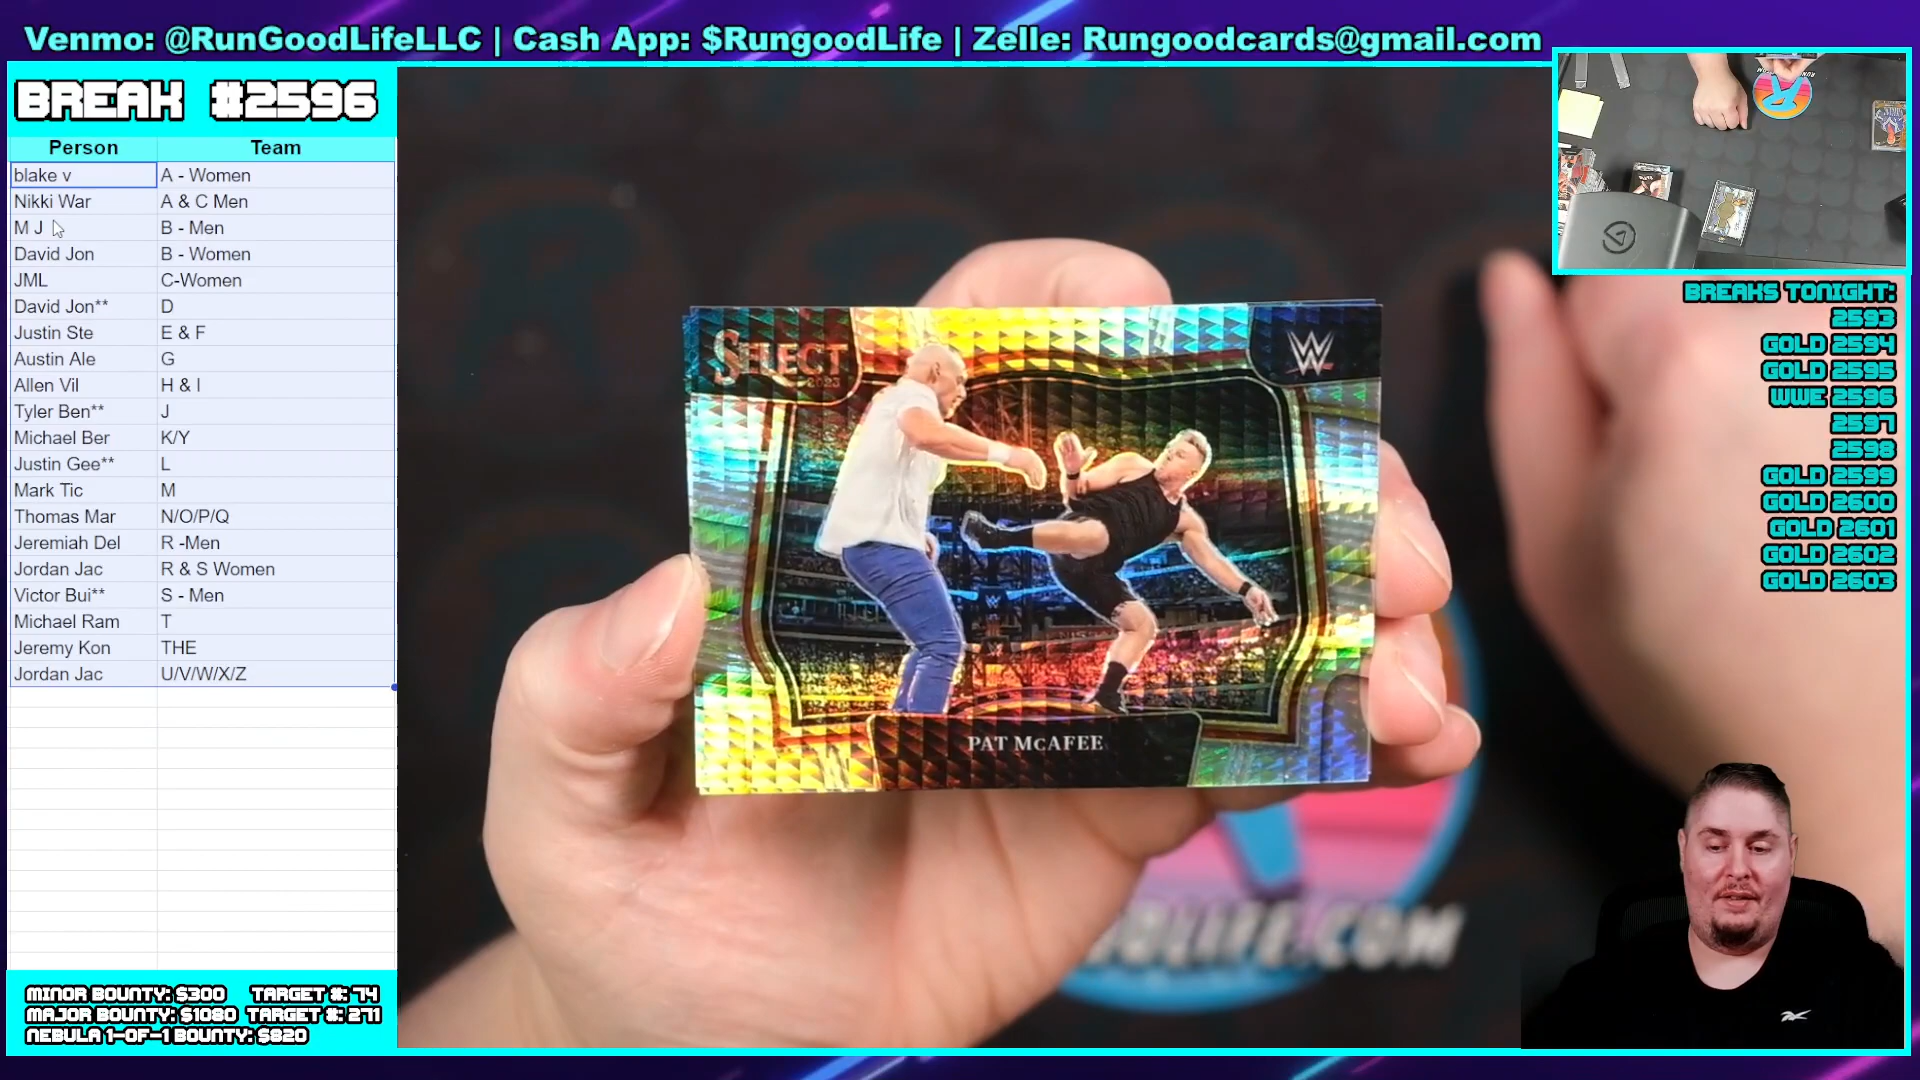 Venmo: @RunGoodLifeLLC | Cash App: $RungoodLife | Zelle: Rungoodcards@gmail.com
BREAK #2596
Person Team
blake v A - Women
Nikki War A & C Men
M J B - Men
David Jon B - Women
JML C-Women
David Jon** D
Justin Ste E & F
Austin Ale G
Allen Vil H & I
Tyler Ben** J
Michael Ber K/Y
Justin Gee** L
Mark Tic M
Thomas Mar N/O/P/Q
Jeremiah Del R -Men
Jordan Jac R & S Women
Victor Bui** S - Men
Michael Ram T
Jeremy Kon THE
Jordan Jac U/V/W/X/Z
MINOR BOUNTY: $300 TARGET #: 74
MAJOR BOUNTY: $1080 TARGET #: 271
NEBULA 1-OF-1 BOUNTY: $820
SELECT
2023
W
PAT McAFEE
LIFE.COM
BREAKS TONIGHT:
2593
GOLD 2594
GOLD 2595
WWE 2596
2597
2598
GOLD 2599
GOLD 2600
GOLD 2601
GOLD 2602
GOLD 2603